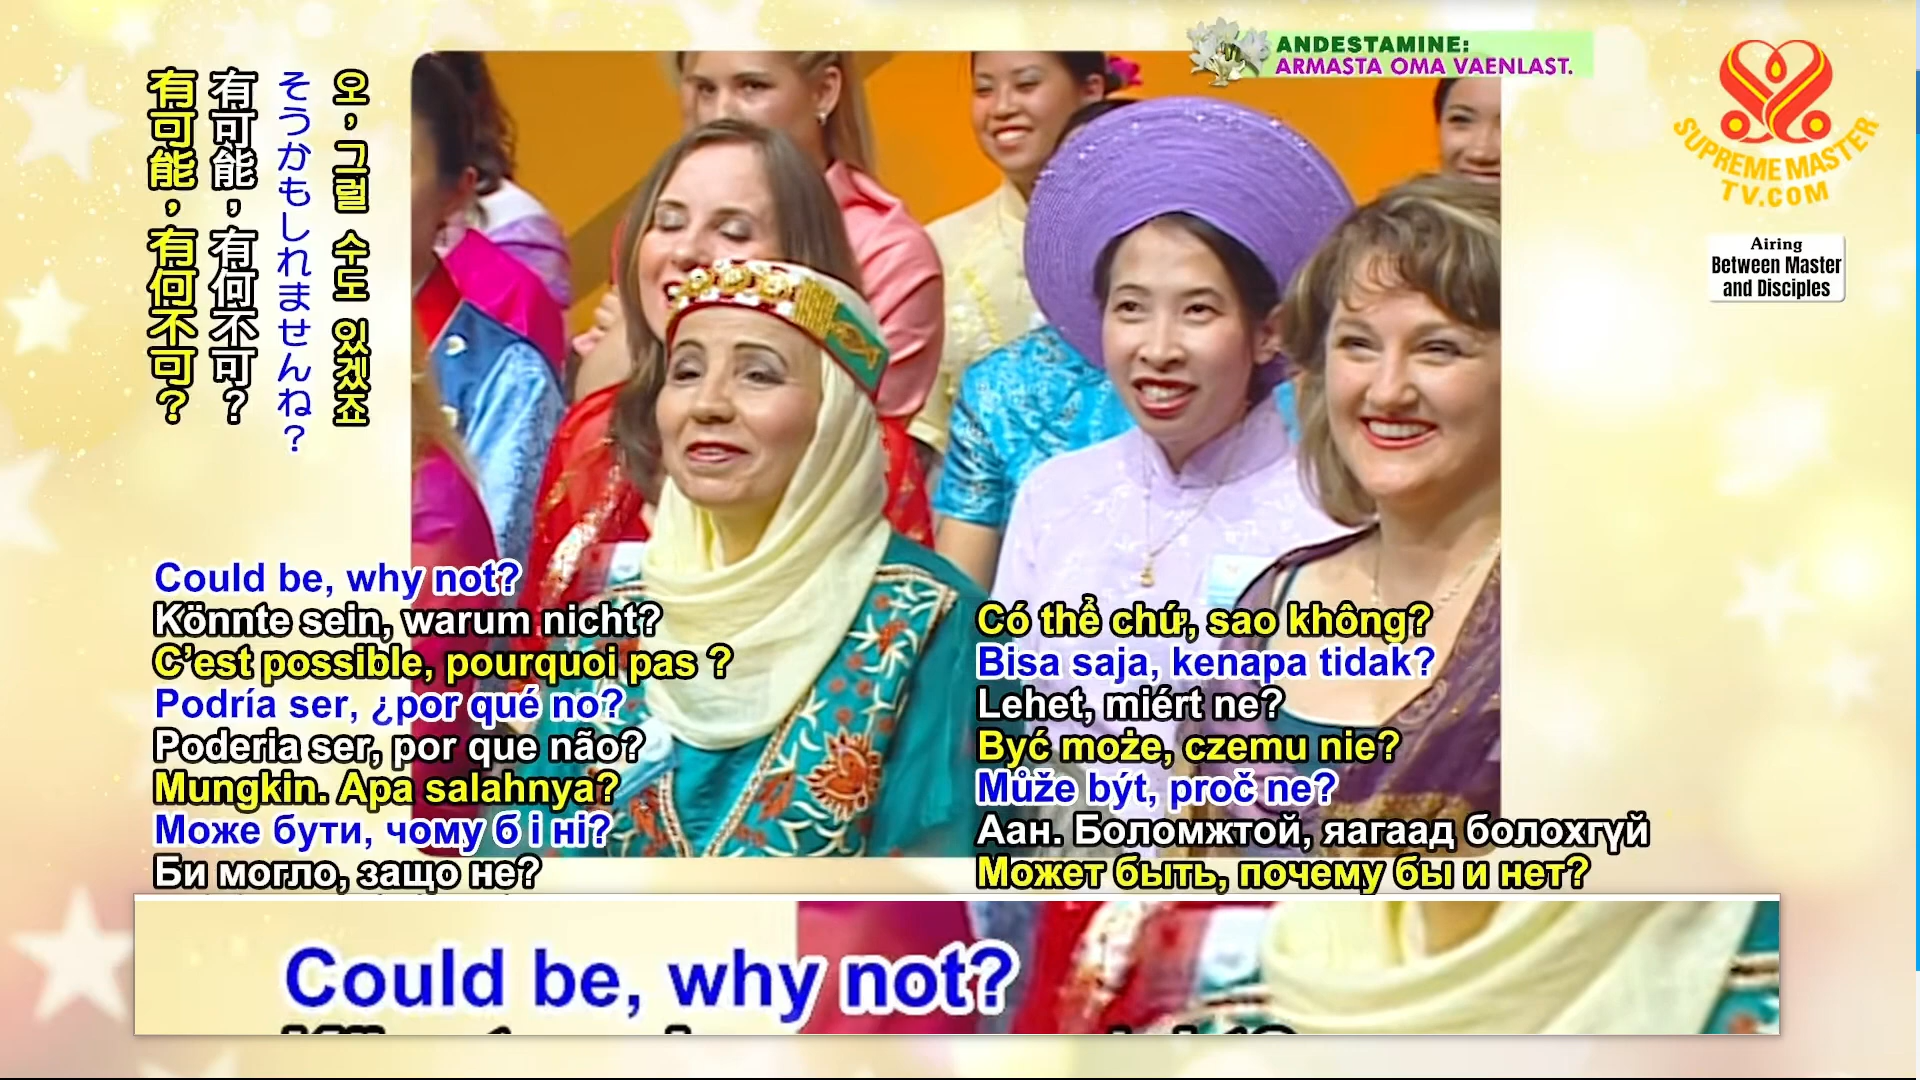 ANDESTAMINE:
ARMASTA OMA VAENLAST.
SUPREME MASTER
TV.COM
Airing
Between Master
and Disciples
오, 그럴 수도 있겠죠
そうかもしれませんね?
有可能，有何不可?
有可能，有何不可?
Could be, why not?
Könnte sein, warum nicht?
C’est possible, pourquoi pas ?
Podría ser, ¿por qué no?
Poderia ser, por que não?
Mungkin. Apa salahnya?
Може бути, чому б і ні?
Би могло, защо не?
Có thể chứ, sao không?
Bisa saja, kenapa tidak?
Lehet, miért ne?
Być może, czemu nie?
Může být, proč ne?
Аан. Боломжтой, яагаад болохгүй
Может быть, почему бы и нет?
Could be, why not?